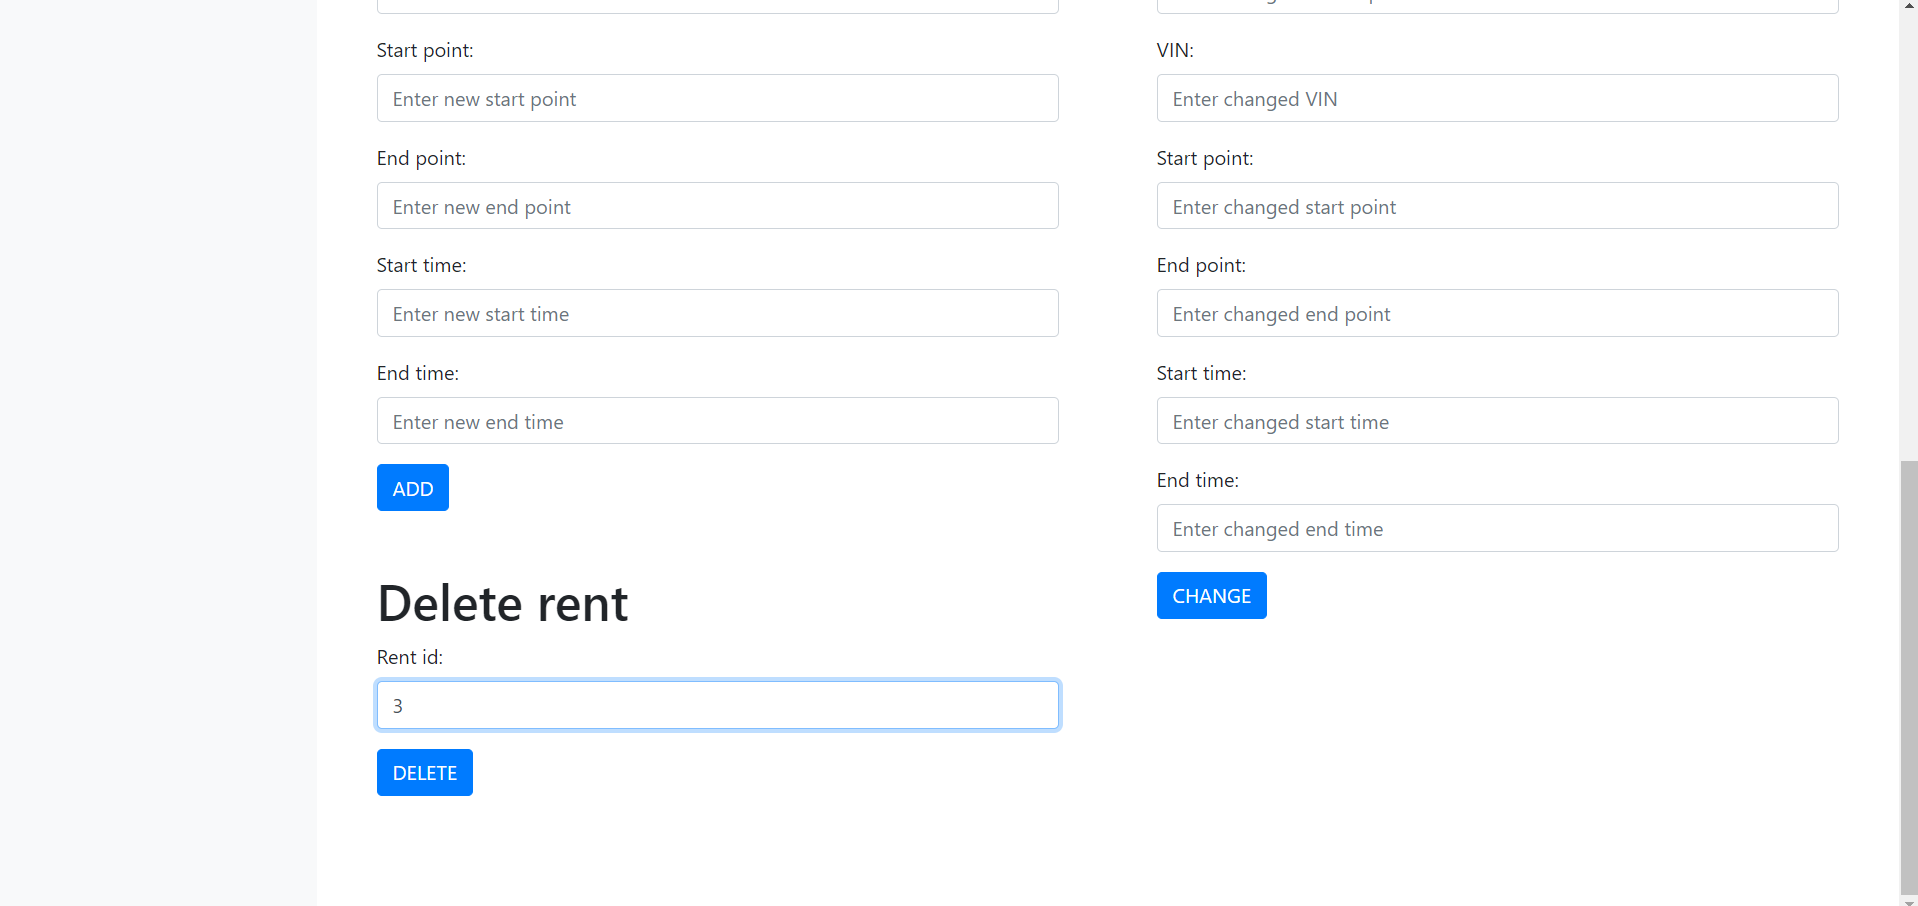 Start point:
Enter new start point
End point:
Enter new end point
Start time:
Enter new start time
End time:
Enter new end time
ADD
Delete rent
Rent id:
3
DELETE
VIN:
Enter changed VIN
Start point:
Enter changed start point
End point:
Enter changed end point
Start time:
Enter changed start time
End time:
Enter changed end time
CHANGE